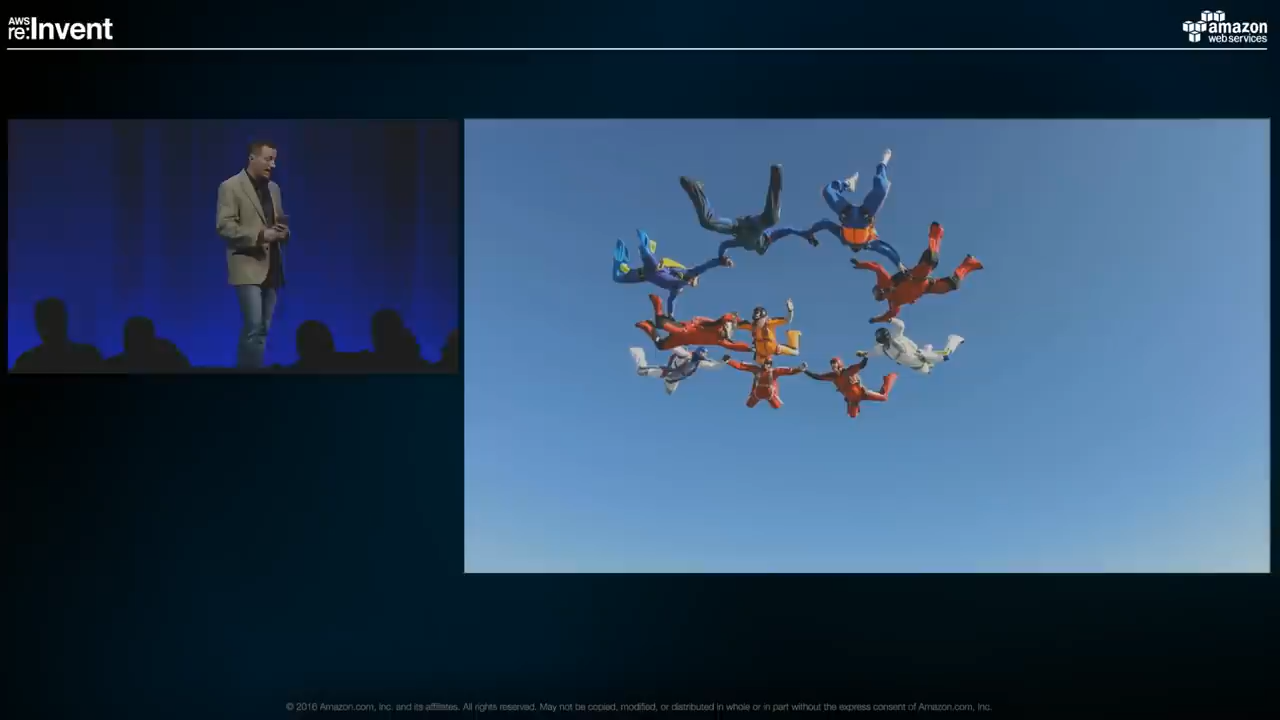 AWS
re:Invent
amazon
web services
© 2016 Amazon.com, Inc. and its affiliates. All rights reserved. May not be copied, modified, or distributed in whole or in part without the express consent of Amazon.com, Inc.